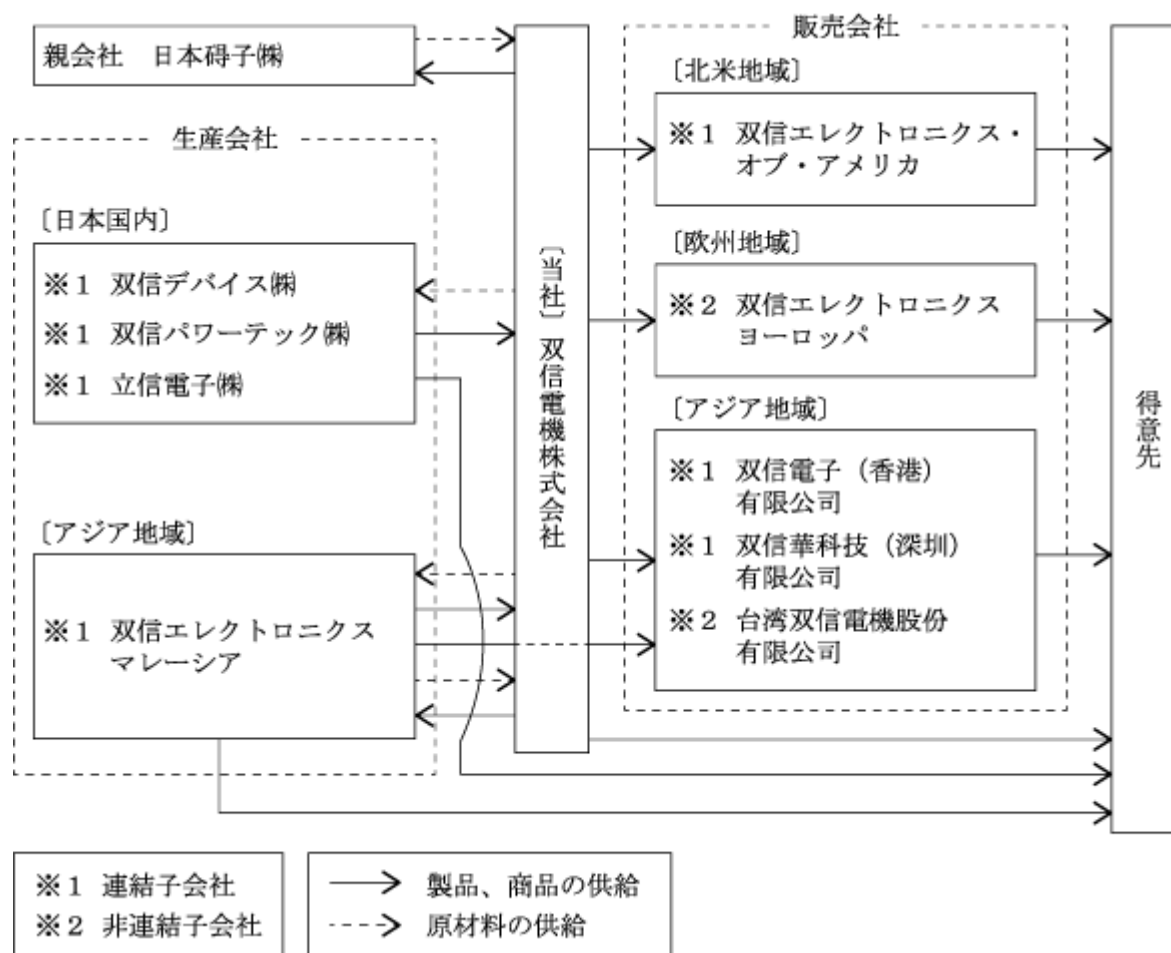 親会社　日本碍子㈱
生産会社
〔日本国内〕
※1 双信デバイス㈱
※1 双信パワーテック㈱
※1 立信電子㈱
〔アジア地域〕
※1 双信エレクトロニクス
マレーシア
〔当社〕双信電機株式会社
販売会社
〔北米地域〕
※1 双信エレクトロニクス・
オブ・アメリカ
〔欧州地域〕
※2 双信エレクトロニクス
ヨーロッパ
〔アジア地域〕
※1 双信電子（香港）
有限公司
※1 双信華科技（深圳）
有限公司
※2 台湾双信電機股份
有限公司
得意先
※1 連結子会社
※2 非連結子会社
製品、商品の供給
原材料の供給